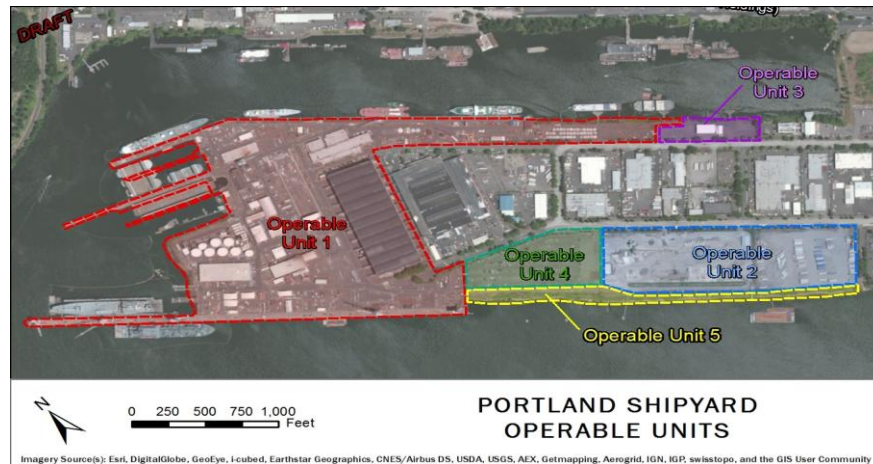 DRAFT
Holdings)
Operable
Unit 3
Operable
Unit 1
Operable
Unit 4
Operable
Unit 2
Operable Unit 5
N
0 250 500 750 1,000
Feet
PORTLAND SHIPYARD
OPERABLE UNITS
Imagery Source(s): Esri, DigitalGlobe, GeoEye, i-cubed, Earthstar Geographics, CNES/Airbus DS, USDA, USGS, AEX, Getmapping, Aerogrid, IGN, IGP, swisstopo, and the GIS User Community